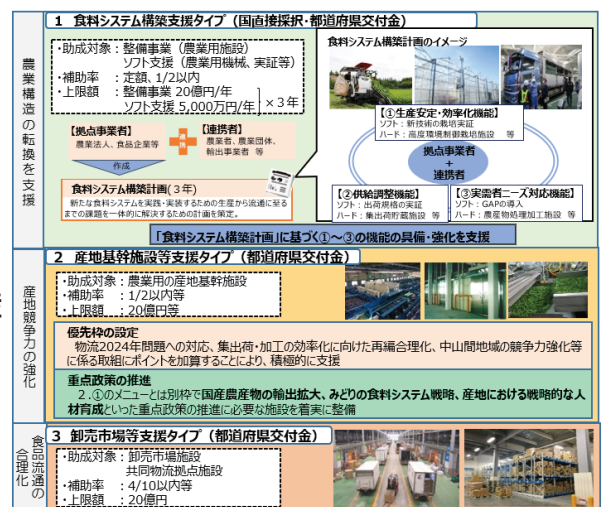 農業構造の転換を支援
1 食料システム構築支援タイプ（国直接採択・都道府県交付金）
・助成対象：整備事業（農業用施設）
ソフト支援（農業用機械、実証等）
・補助率 ：定額、1/2以内
・上限額 ：整備事業 20億円/年
ソフト支援 5,000万円/年
×３年
【拠点事業者】
農業法人、食品企業等
【連携者】
農業者、農業団体、
輸出事業者 等
作成
食料システム構築計画（３年）
新たな食料システムを実践・実装するための生産から流通に至る
までの課題を一体的に解決するための計画を策定。
食料システム構築計画のイメージ
【①生産安定・効率化機能】
ソフト：新技術の栽培実証
ハード：高度環境制御栽培施設 等
拠点事業者
+
連携者
【②供給調整機能】
ソフト：出荷規格の実証
ハード：集出荷貯蔵施設 等
【③実需者ニーズ対応機能】
ソフト：GAPの導入
ハード：農産物処理加工施設 等
「食料システム構築計画」に基づく①～③の機能の具備・強化を支援
産地競争力の強化
2 産地基幹施設等支援タイプ（都道府県交付金）
・助成対象：農業用の産地基幹施設
・補助率 ：1/2以内等
・上限額 ：20億円等
優先枠の設定
物流2024年問題への対応、集出荷・加工の効率化に向けた再編合理化、中山間地域の競争力強化等
に係る取組にポイントを加算することにより、積極的に支援
重点政策の推進
２．①のメニューとは別枠で国産農産物の輸出拡大、みどりの食料システム戦略、産地における戦略的な人
材育成といった重点政策の推進に必要な施設を着実に整備
食品流通の
合理化
3 卸売市場等支援タイプ（都道府県交付金）
・助成対象：卸売市場施設
共同物流拠点施設
・補助率 ：4/10以内等
・上限額 ：20億円